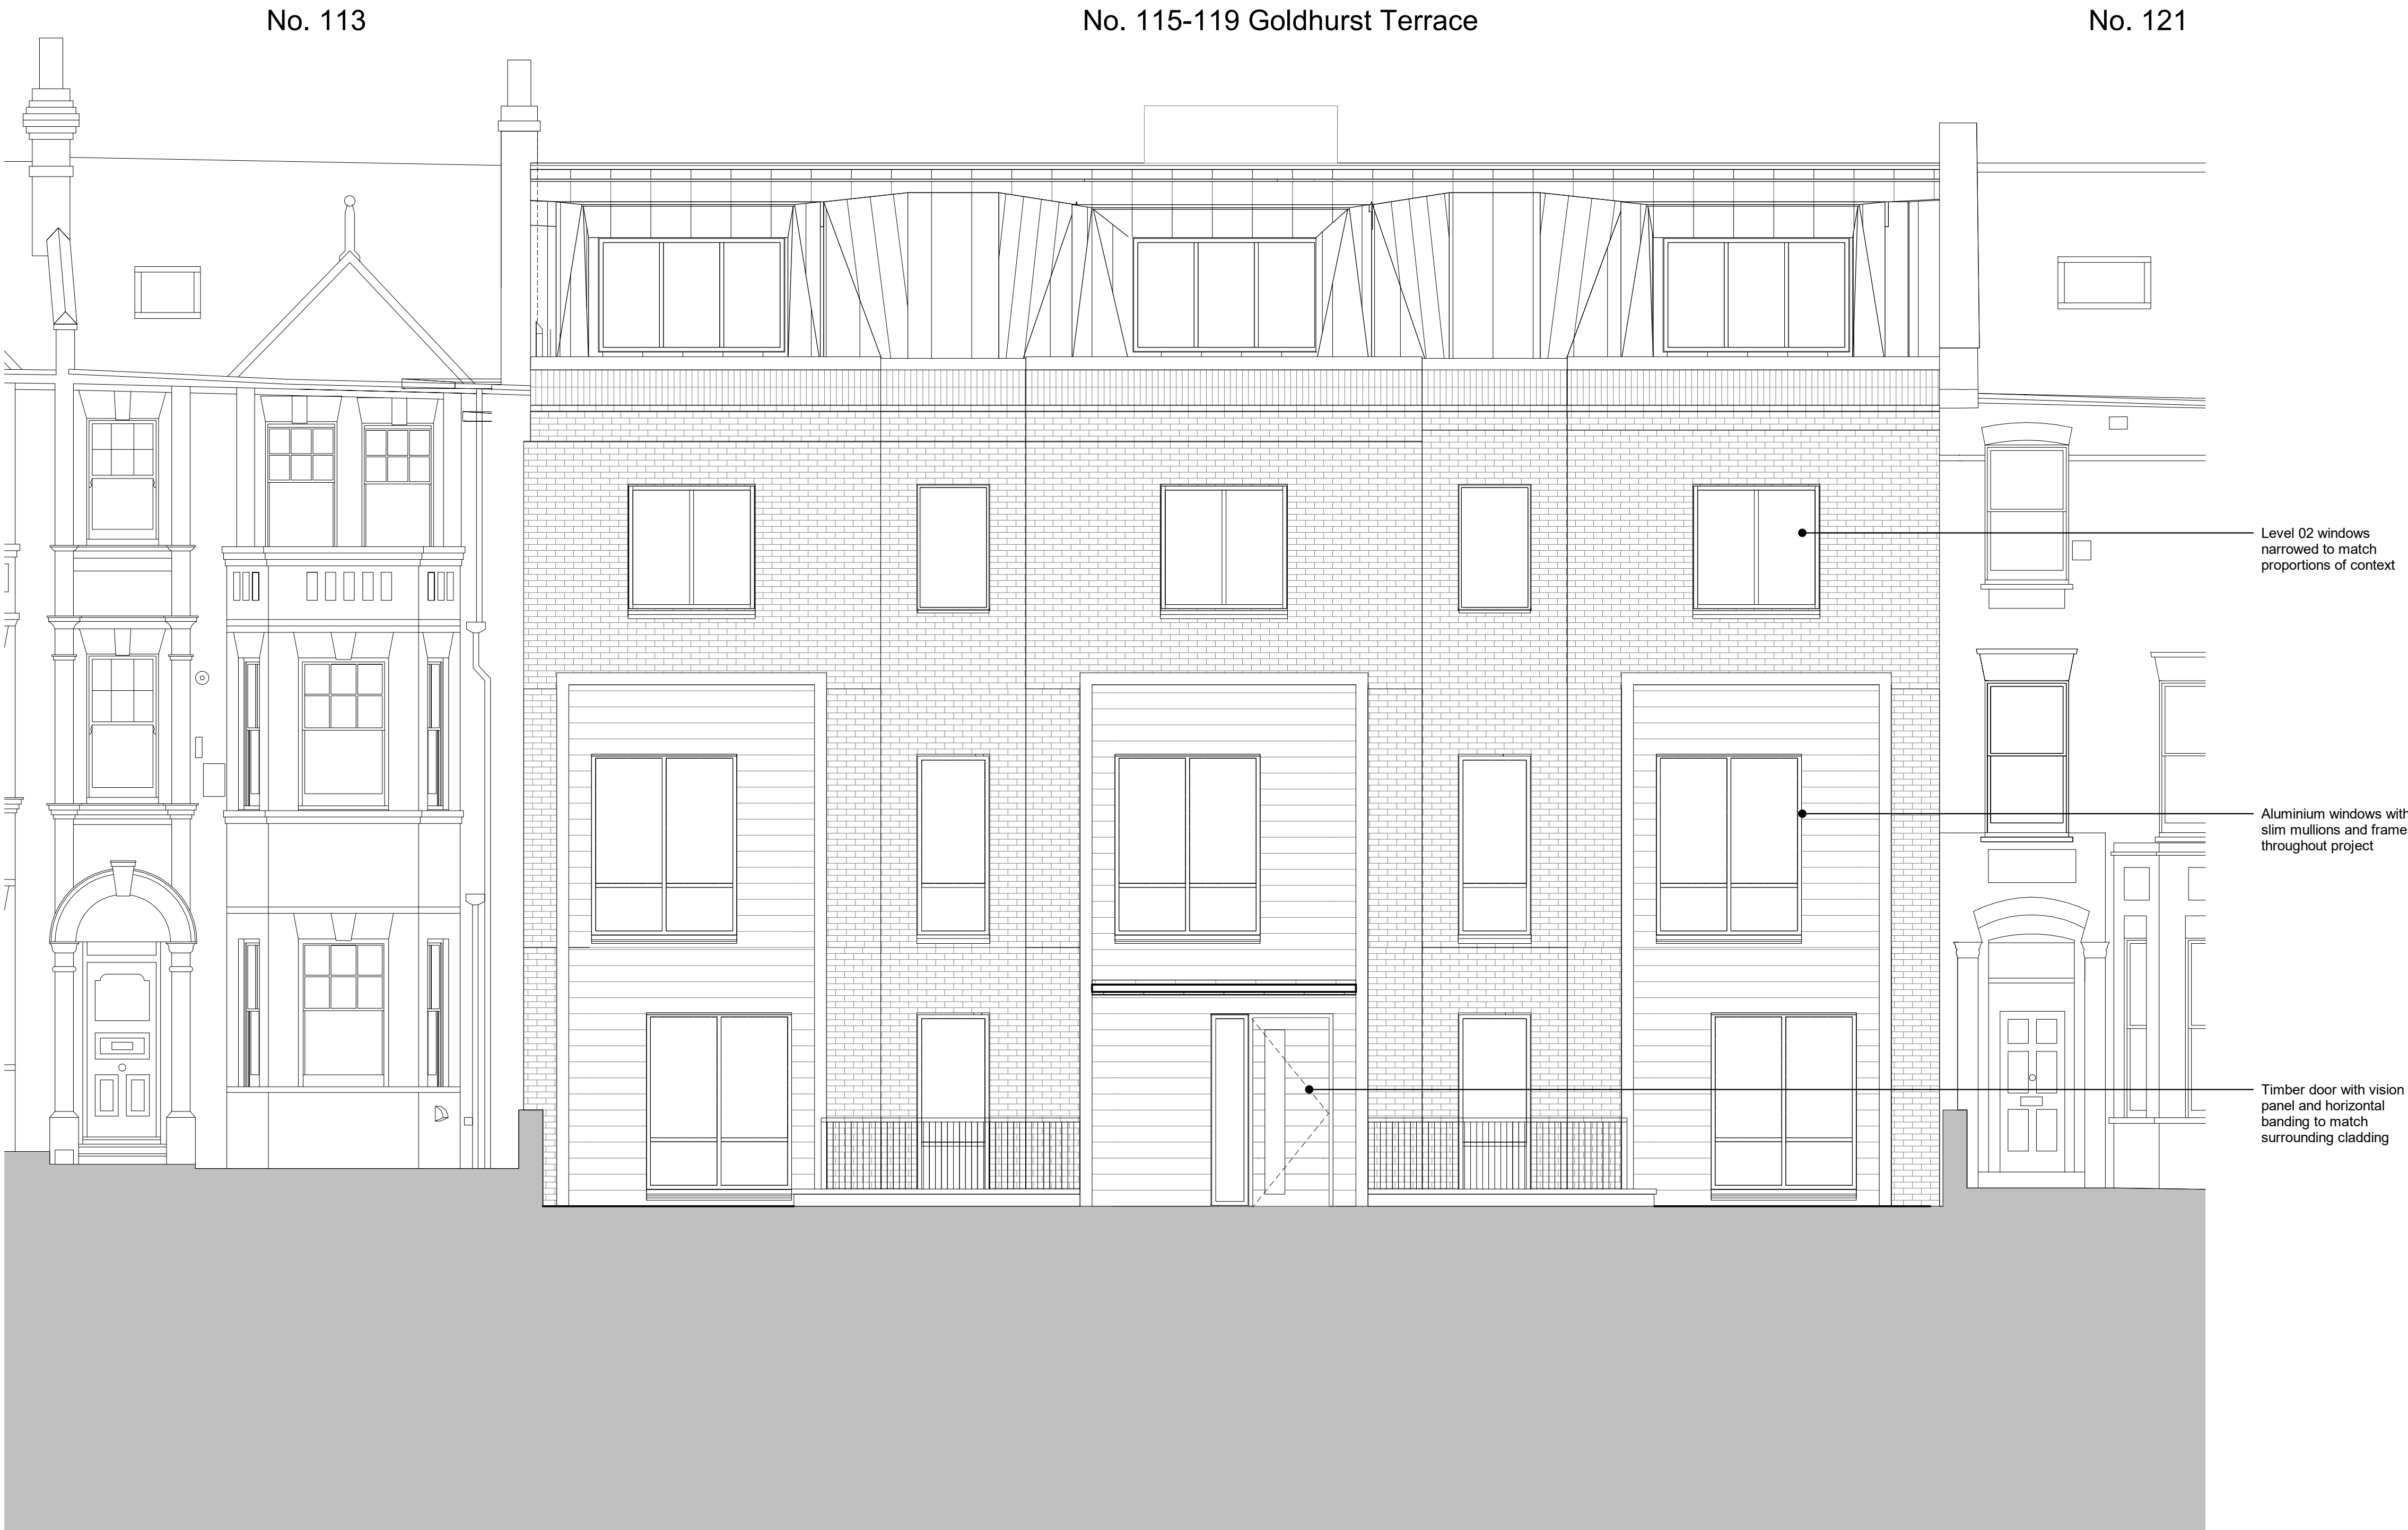 No. 113
No. 115-119 Goldhurst Terrace
No. 121
Level 02 windows
narrowed to match
proportions of context
Aluminium windows with
slim mullions and frame
throughout project
Timber door with vision
panel and horizontal
banding to match
surrounding cladding